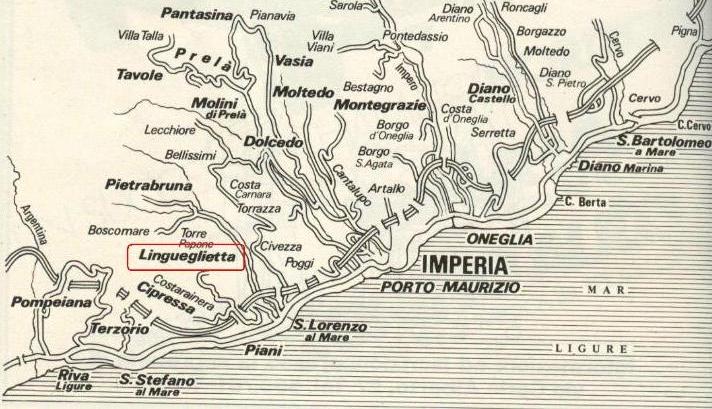 Sarola
Diano
Arentino
Roncagli
Pantasina
Pianavia
Villa Talla
Villa
Viani
Pontedassio
Borgazzo
Cervo
Pigna
Prelà
Moltedo
Vasia
Tavole
Impero
Diano
S. Pietro
Bestagno
Moltedo
Montegrazie
Diano
Castello
Cervo
Molini
di Prelà
Costa
d'Oneglia
C. Cervo
Lecchiore
Borgo
d'Oneglia
Serretta
S. Bartolomeo
a Mare
Dolcedo
Bellissimi
Borgo
S. Agata
Diano Marina
Pietrabruna
Costa
Carnara
Cantalupo
Artallo
C. Berta
Torrazza
Argentina
Boscomare
Torre
Papone
Civezza
ONEGLIA
Lingueglietta
Poggi
IMPERIA
Costarainera
Cipressa
PORTO MAURIZIO
MAR
Pompeiana
Terzorio
S. Lorenzo
al Mare
Piani
LIGURE
Riva
Ligure
S. Stefano
al Mare